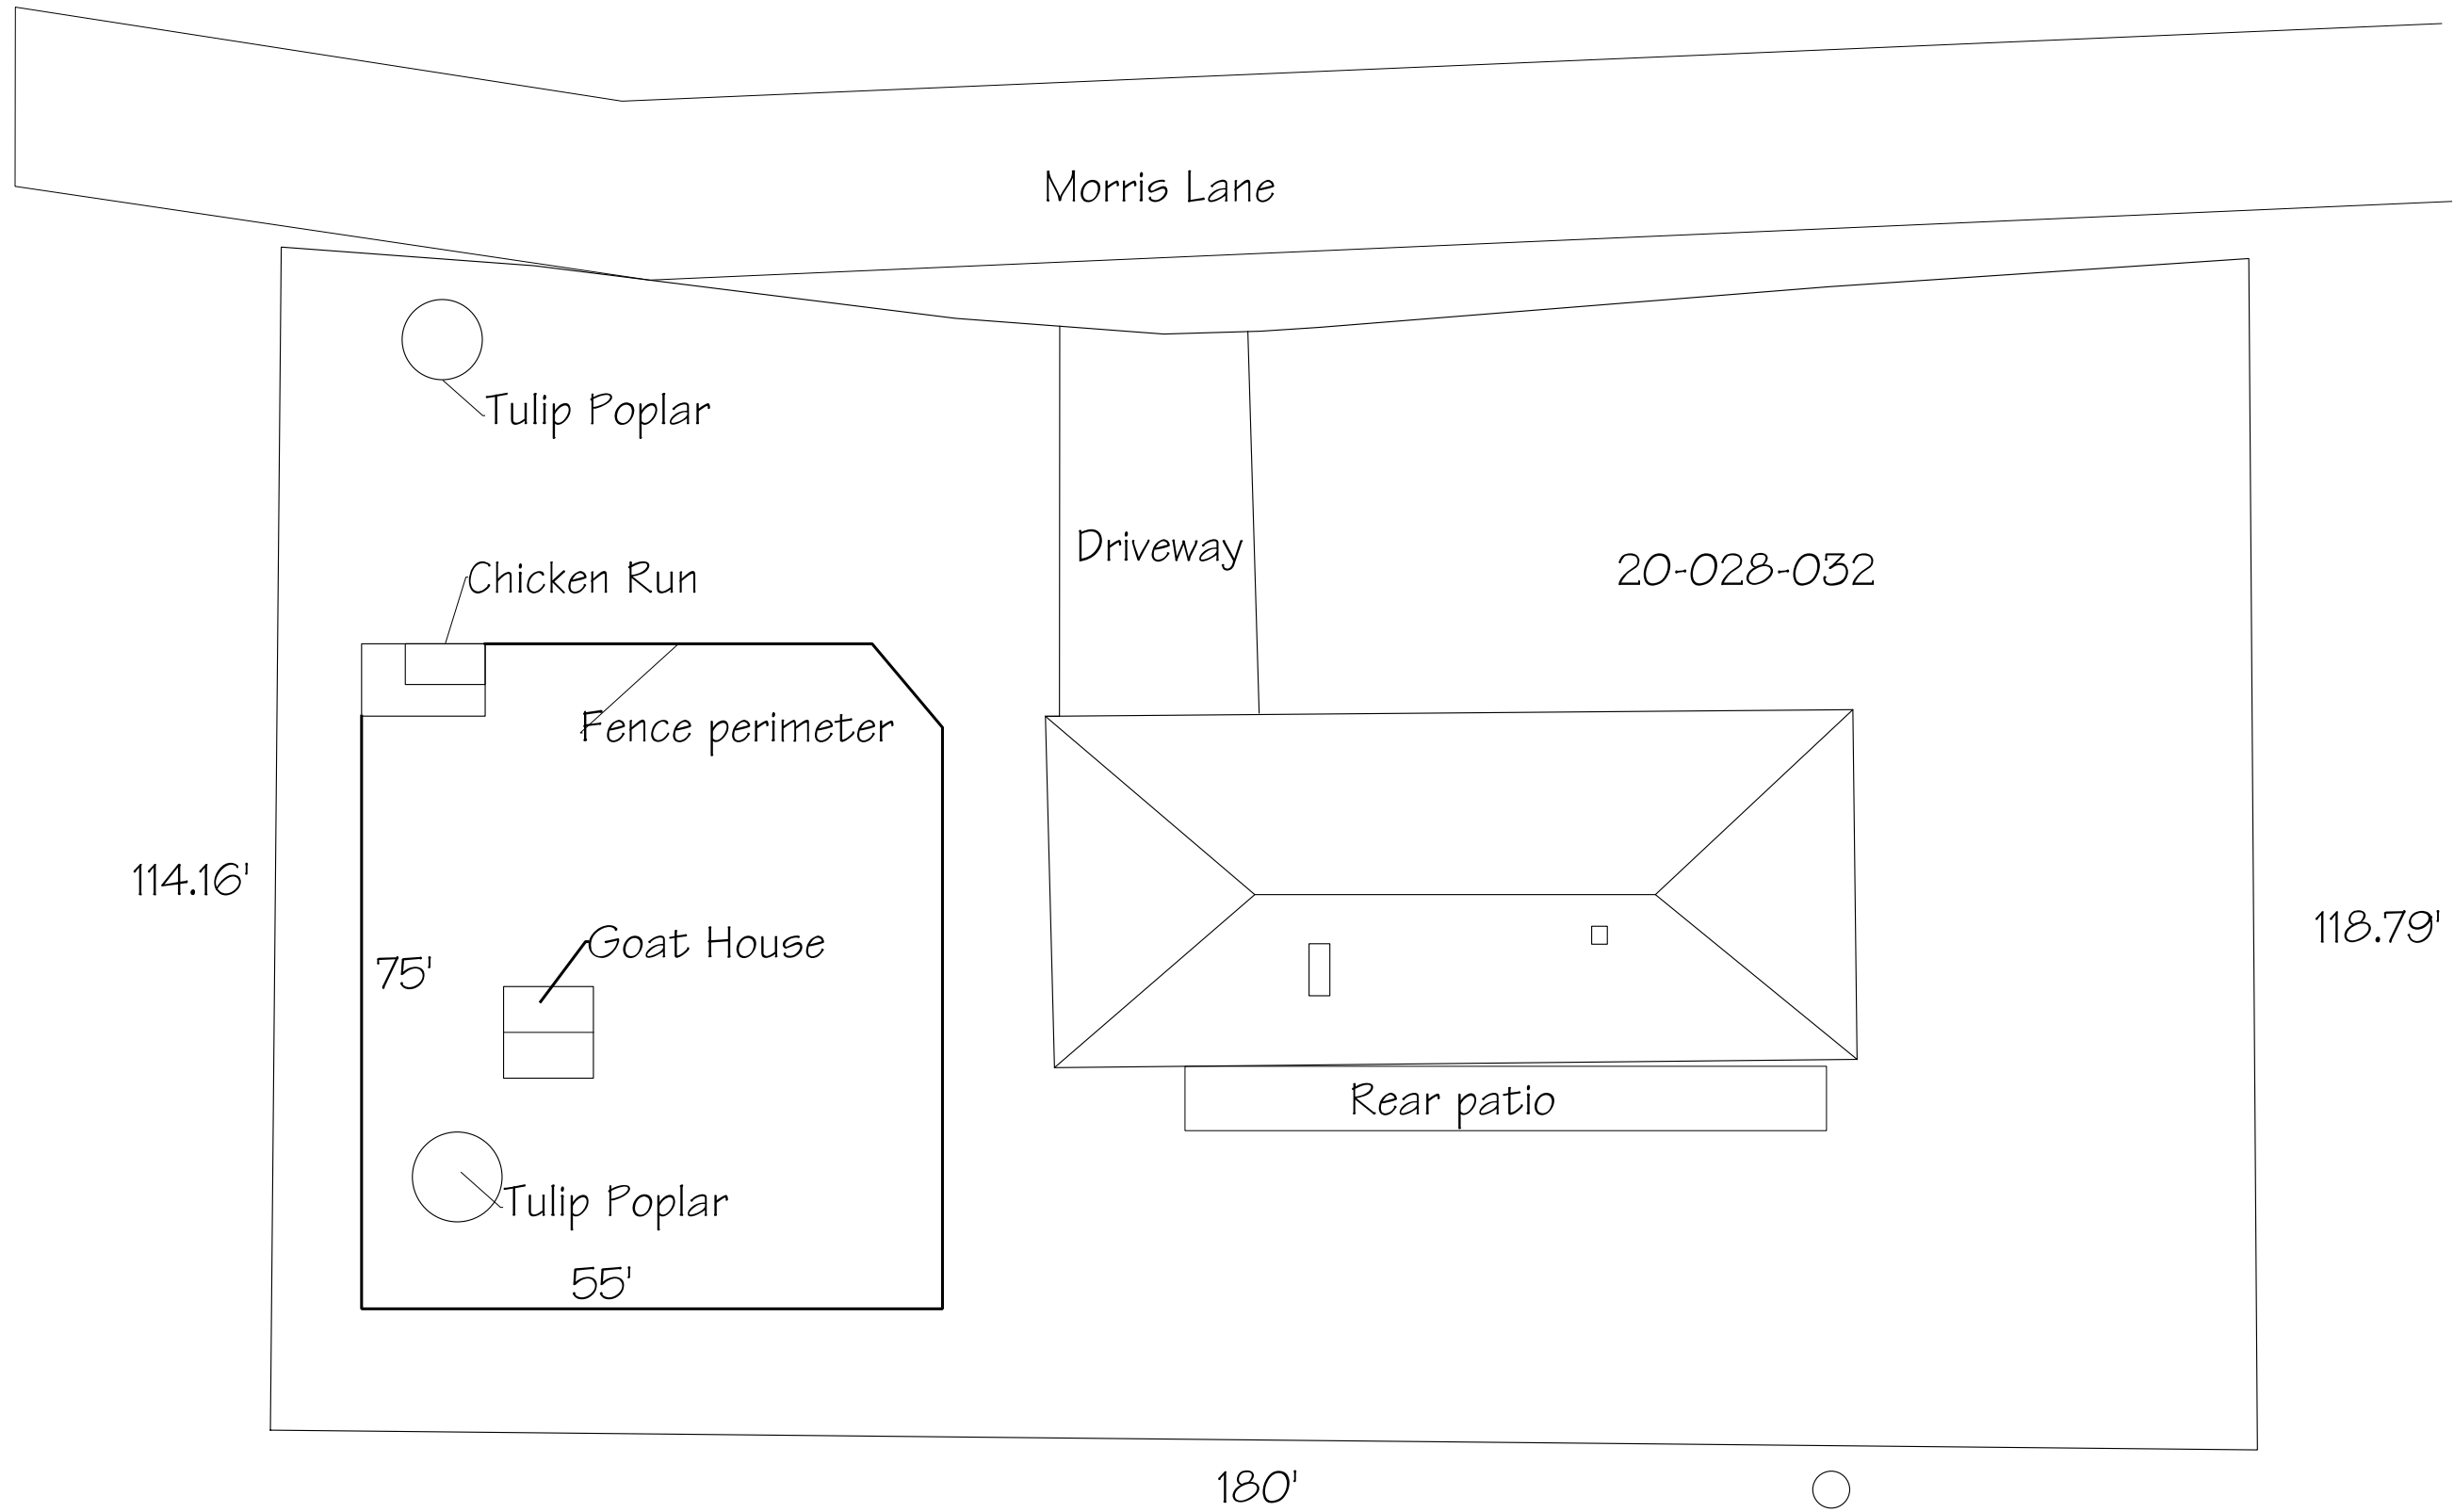 Morris Lane
Tulip Poplar
Driveway
20-028-032
Chicken Run
Fence perimeter
114.16'
118.79'
Goat House
75'
Rear patio
Tulip Poplar
55'
180'